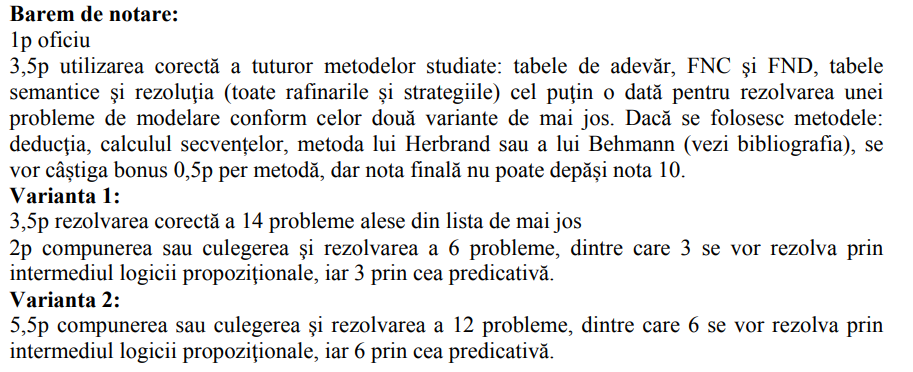 Barem de notare:
1p oficiu
3,5p utilizarea corectă a tuturor metodelor studiate: tabele de adevăr, FNC şi FND, tabele
semantice şi rezoluţia (toate rafinarile și strategiile) cel puţin o dată pentru rezolvarea unei
probleme de modelare conform celor două variante de mai jos. Dacă se folosesc metodele:
deducţia, calculul secvențelor, metoda lui Herbrand sau a lui Behmann (vezi bibliografia), se
vor câştiga bonus 0,5p per metodă, dar nota finală nu poate depăși nota 10.
Varianta 1:
3,5p rezolvarea corectă a 14 probleme alese din lista de mai jos
2p compunerea sau culegerea şi rezolvarea a 6 probleme, dintre care 3 se vor rezolva prin
intermediul logicii propoziţionale, iar 3 prin cea predicativă.
Varianta 2:
5,5p compunerea sau culegerea şi rezolvarea a 12 probleme, dintre care 6 se vor rezolva prin
intermediul logicii propoziţionale, iar 6 prin cea predicativă.